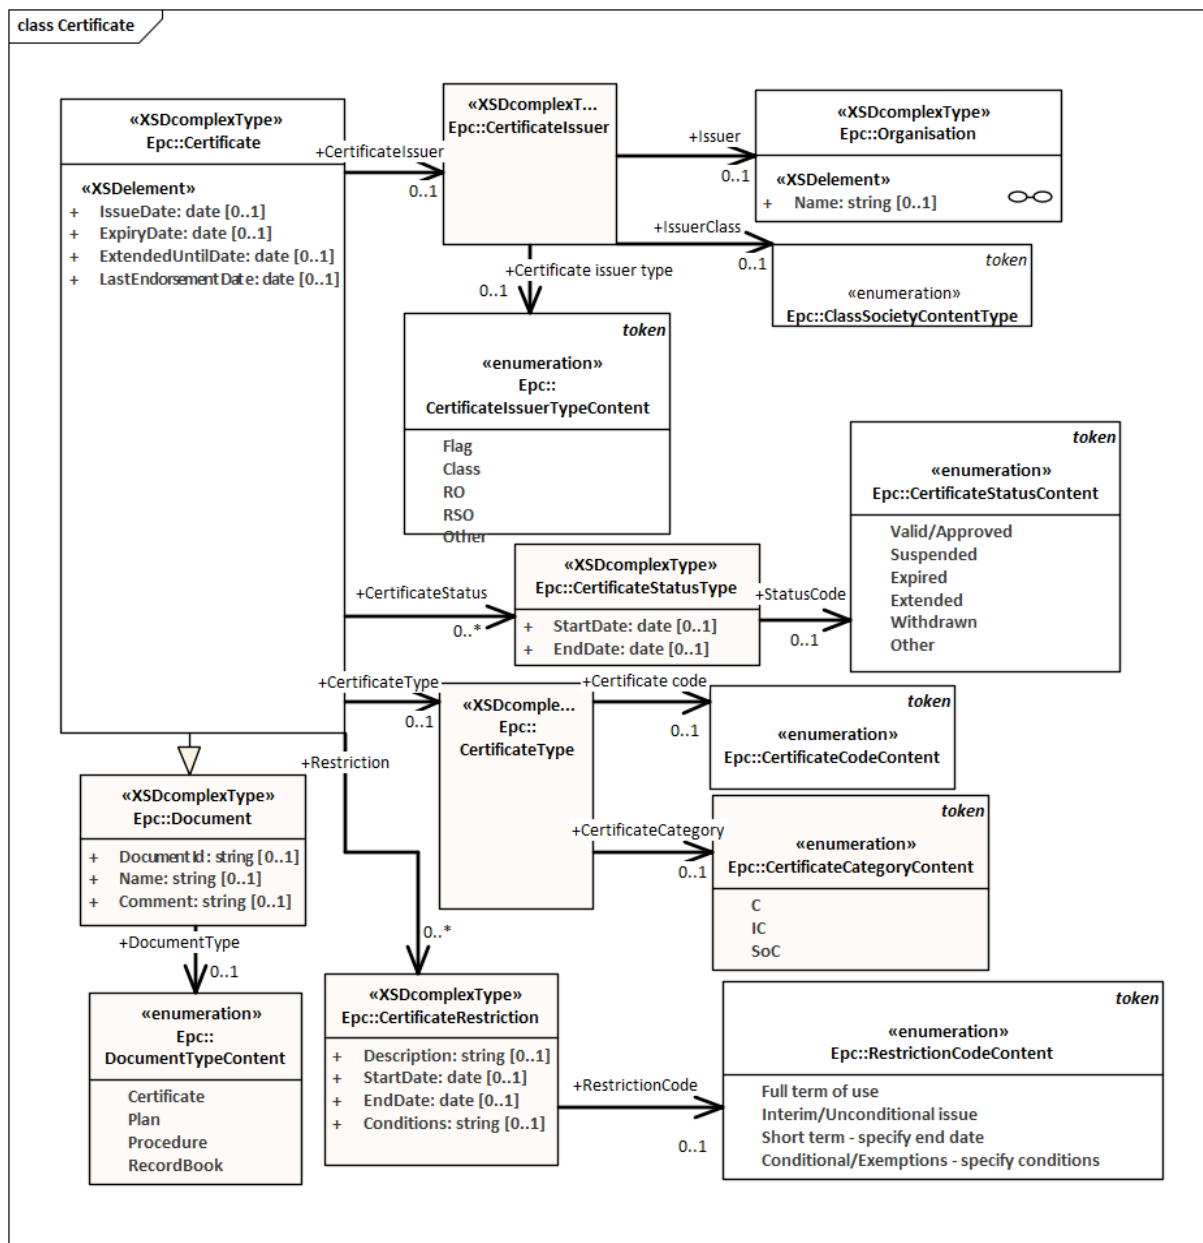 class Certificate
«XSDcomplexType»
Epc::Certificate
«XSDelement»
+ IssueDate: date [0..1]
+ ExpiryDate: date [0..1]
+ ExtendedUntilDate: date [0..1]
+ LastEndorsementDate: date [0..1]
+CertificateIssuer
0..1
«XSDcomplexT...
Epc::CertificateIssuer
+Issuer
0..1
«XSDcomplexType»
Epc::Organisation
«XSDelement»
+ Name: string [0..1]
+IssuerClass
0..1
token
«enumeration»
Epc::ClassSocietyContentType
+Certificate issuer type
0..1
token
«enumeration»
Epc::
CertificateIssuerTypeContent
Flag
Class
RO
RSO
Other
+CertificateStatus
0..*
«XSDcomplexType»
Epc::CertificateStatusType
+ StartDate: date [0..1]
+ EndDate: date [0..1]
+StatusCode
0..1
token
«enumeration»
Epc::CertificateStatusContent
Valid/Approved
Suspended
Expired
Extended
Withdrawn
Other
+CertificateType
0..1
«XSDcomple...
Epc::
CertificateType
+Certificate code
0..1
token
«enumeration»
Epc::CertificateCodeContent
+CertificateCategory
0..1
token
«enumeration»
Epc::CertificateCategoryContent
C
IC
SoC
+Restriction
0..*
«XSDcomplexType»
Epc::Document
+ DocumentId: string [0..1]
+ Name: string [0..1]
+ Comment: string [0..1]
+DocumentType
0..1
«enumeration»
Epc::
DocumentTypeContent
Certificate
Plan
Procedure
RecordBook
«XSDcomplexType»
Epc::CertificateRestriction
+ Description: string [0..1]
+ StartDate: date [0..1]
+ EndDate: date [0..1]
+ Conditions: string [0..1]
+RestrictionCode
0..1
token
«enumeration»
Epc::RestrictionCodeContent
Full term of use
Interim/Unconditional issue
Short term - specify end date
Conditional/Exemptions - specify conditions